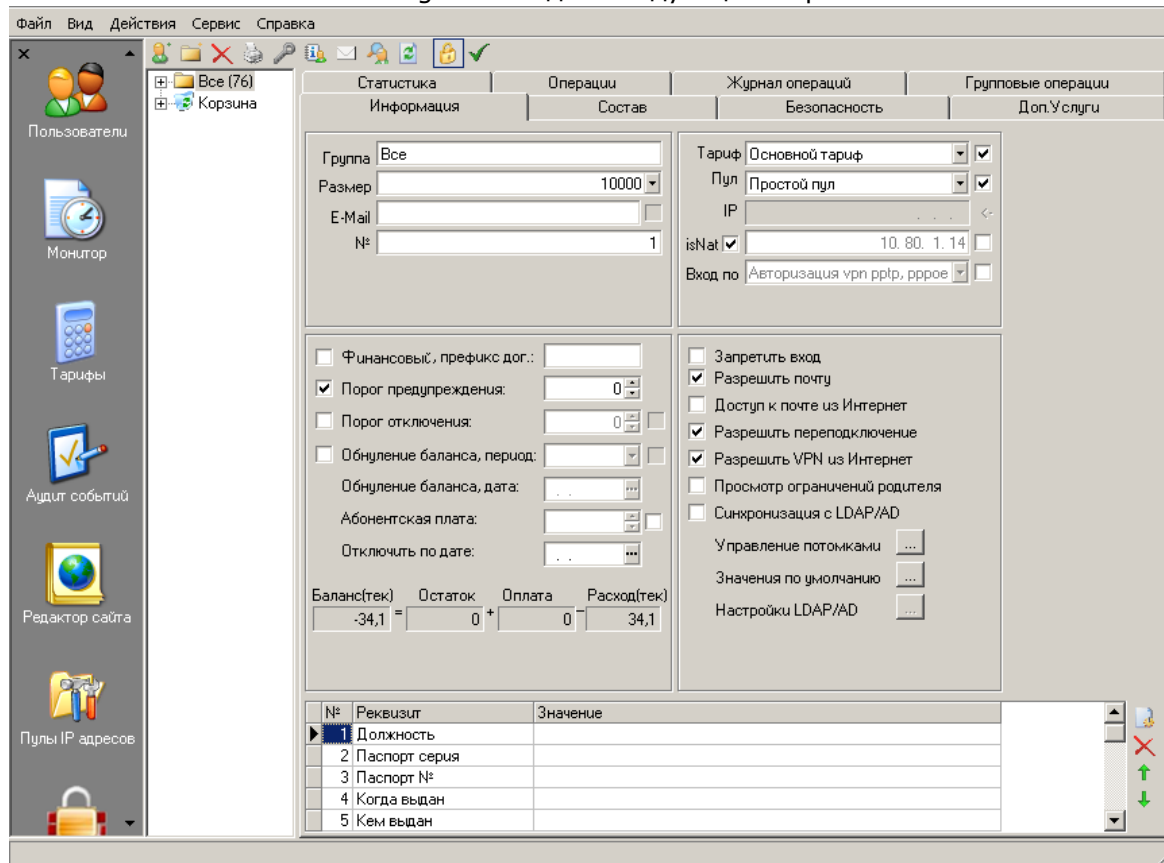 Файл Вид Действия Сервис Справка
Пользователи
Монитор
Тарифы
Аудит событий
Редактор сайта
Пулы IP адресов
Все (76)
Корзина
Статистика Операции Журнал операций Групповые операции
Информация Состав Безопасность Доп.Услуги
Группа Все
Размер 10000
E-Mail
№ 1
Тариф Основной тариф
Пул Простой пул
IP . . . <-
isNat 10. 80. 1. 14
Вход по Авторизация vpn pptp, pppoe
Финансовый, префикс дог.:
Порог предупреждения: 0
Порог отключения: 0
Обнуление баланса, период:
Обнуление баланса, дата: . . ...
Абонентская плата:
Отключить по дате: . . ...
Баланс(тек) Остаток Оплата Расход(тек)
-34,1 = 0 + 0 - 34,1
Запретить вход
Разрешить почту
Доступ к почте из Интернет
Разрешить переподключение
Разрешить VPN из Интернет
Просмотр ограничений родителя
Синхронизация с LDAP/AD
Управление потомками ...
Значения по умолчанию ...
Настройки LDAP/AD ...
№ Реквизит Значение
1 Должность
2 Паспорт серия
3 Паспорт №
4 Когда выдан
5 Кем выдан